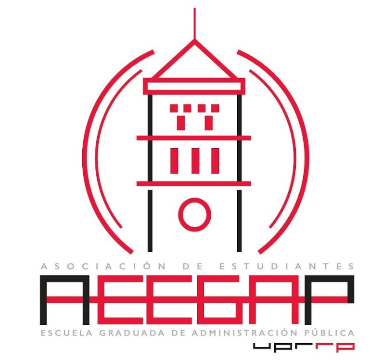 ASOCIACIÓN DE ESTUDIANTES
AEEGAP
ESCUELA GRADUADA DE ADMINISTRACIÓN PÚBLICA
uprrp